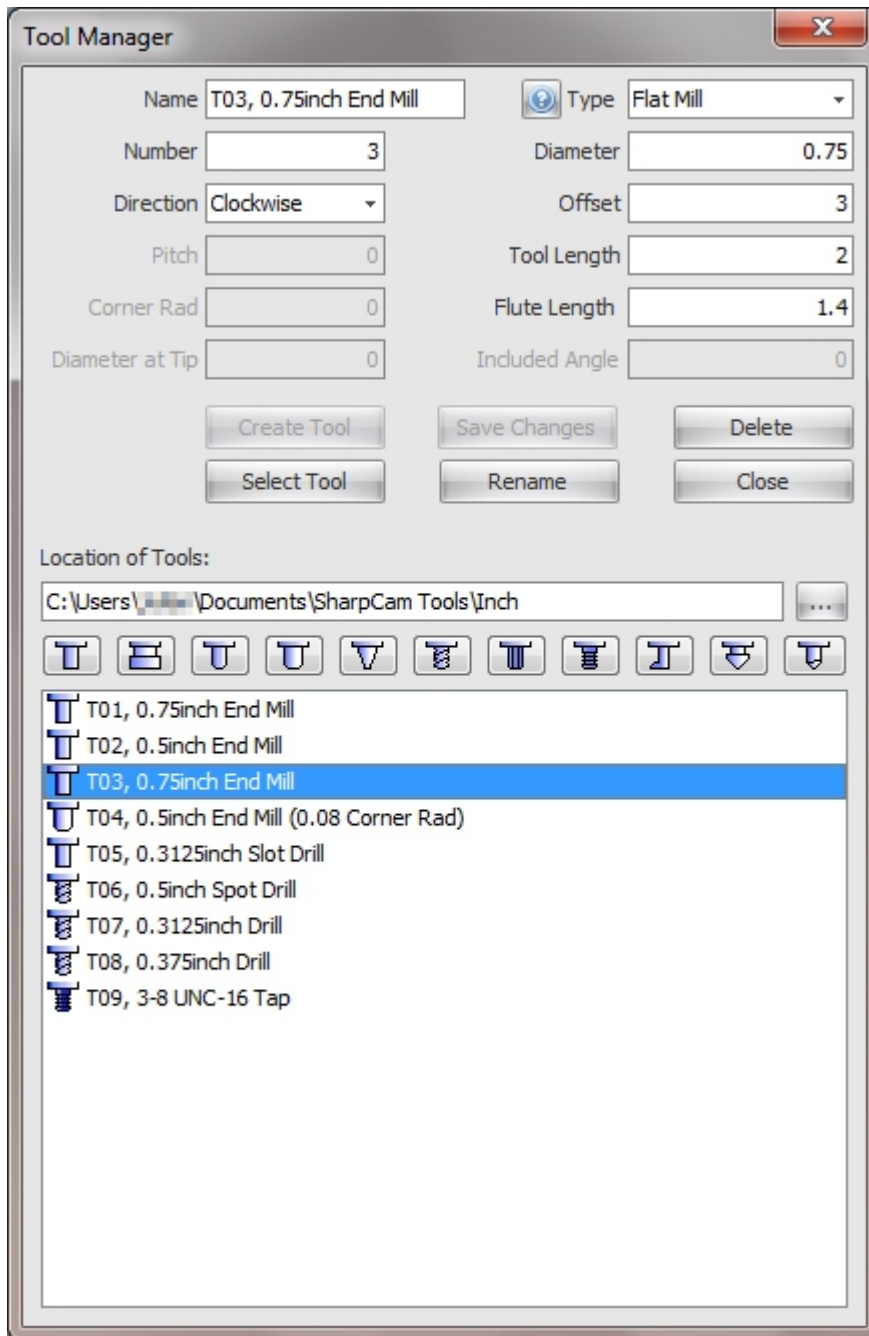 Tool Manager
Name T03, 0.75inch End Mill Type Flat Mill
Number 3 Diameter 0.75
Direction Clockwise Offset 3
Pitch 0 Tool Length 2
Corner Rad 0 Flute Length 1.4
Diameter at Tip 0 Included Angle 0
Create Tool Save Changes Delete
Select Tool Rename Close
Location of Tools:
C:\Users\ \Documents\SharpCam Tools\Inch ...
T01, 0.75inch End Mill
T02, 0.5inch End Mill
T03, 0.75inch End Mill
T04, 0.5inch End Mill (0.08 Corner Rad)
T05, 0.3125inch Slot Drill
T06, 0.5inch Spot Drill
T07, 0.3125inch Drill
T08, 0.375inch Drill
T09, 3-8 UNC-16 Tap